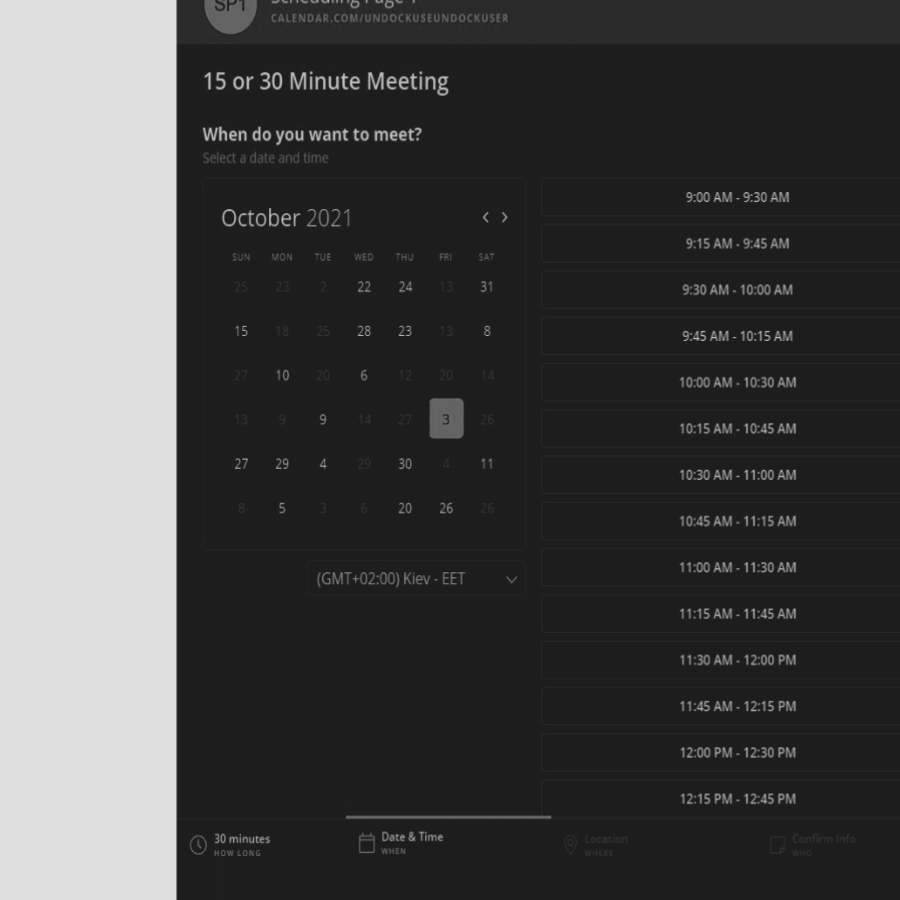 SP1
Scheduling Page 1
CALENDAR.COM/UNDOCKUSEUNDOCKUSER
15 or 30 Minute Meeting
When do you want to meet?
Select a date and time
October 2021
SUN MON TUE WED THU FRI SAT
25 23 2 22 24 13 31
15 18 25 28 23 13 8
27 10 20 6 12 20 14
13 9 9 14 27 3 26
27 29 4 29 30 4 11
8 5 3 6 20 26 26
(GMT+02:00) Kiev - EET
9:00 AM - 9:30 AM
9:15 AM - 9:45 AM
9:30 AM - 10:00 AM
9:45 AM - 10:15 AM
10:00 AM - 10:30 AM
10:15 AM - 10:45 AM
10:30 AM - 11:00 AM
10:45 AM - 11:15 AM
11:00 AM - 11:30 AM
11:15 AM - 11:45 AM
11:30 AM - 12:00 PM
11:45 AM - 12:15 PM
12:00 PM - 12:30 PM
12:15 PM - 12:45 PM
30 minutes
HOW LONG
Date & Time
WHEN
Location
WHERE
Confirm Info
WHO